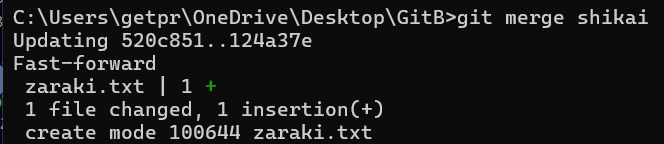 C:\Users\getpr\OneDrive\Desktop\GitB>git merge shikai
Updating 520c851..124a37e
Fast-forward
 zaraki.txt | 1 +
 1 file changed, 1 insertion(+)
 create mode 100644 zaraki.txt